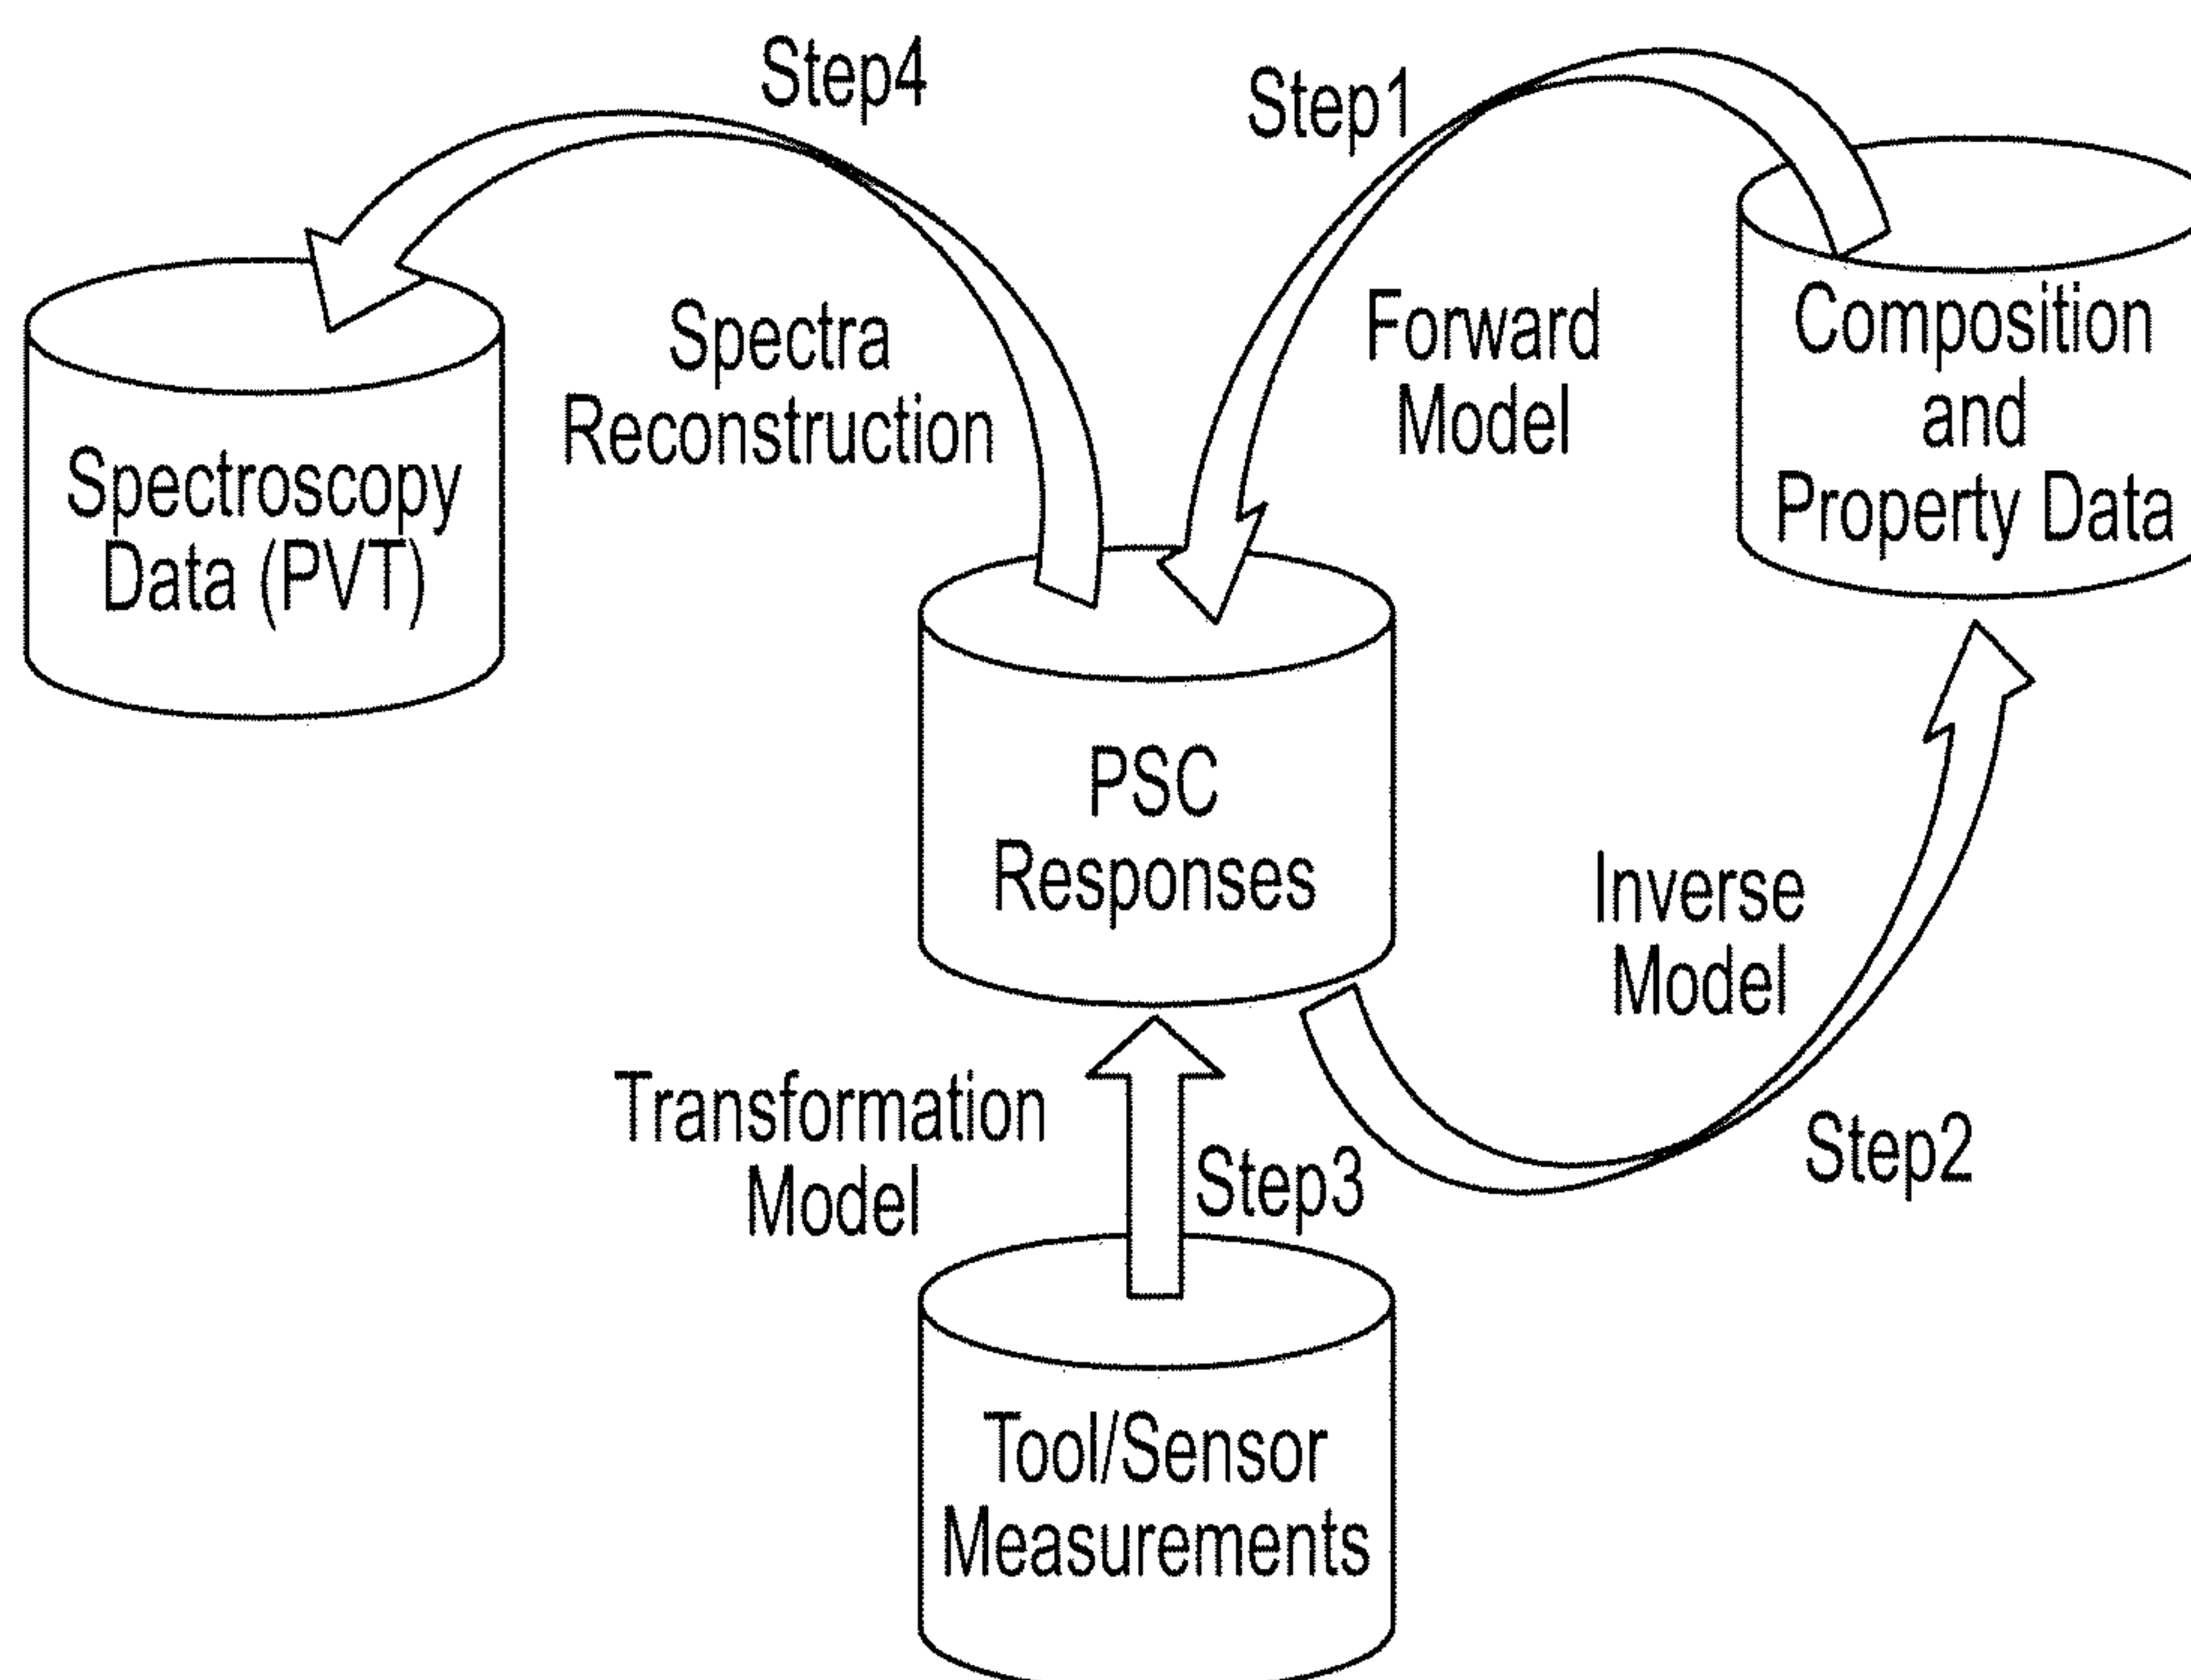 Step4
Step1
Spectra
Reconstruction
Forward
Model
Composition
and
Property Data
Spectroscopy
Data (PVT)
PSC
Responses
Inverse
Model
Transformation
Model
Step3
Step2
Tool/Sensor
Measurements